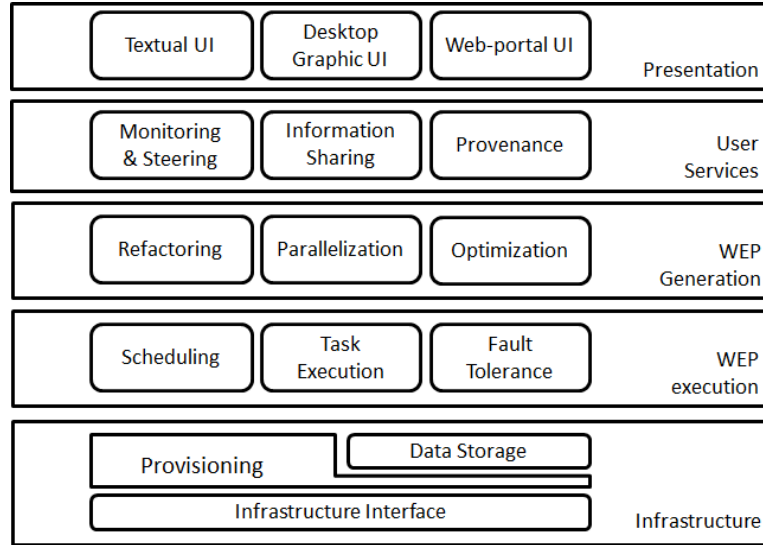 Textual UI
Desktop
Graphic UI
Web-portal UI
Presentation
Monitoring
& Steering
Information
Sharing
Provenance
User
Services
Refactoring
Parallelization
Optimization
WEP
Generation
Scheduling
Task
Execution
Fault
Tolerance
WEP
execution
Provisioning
Data Storage
Infrastructure Interface
Infrastructure